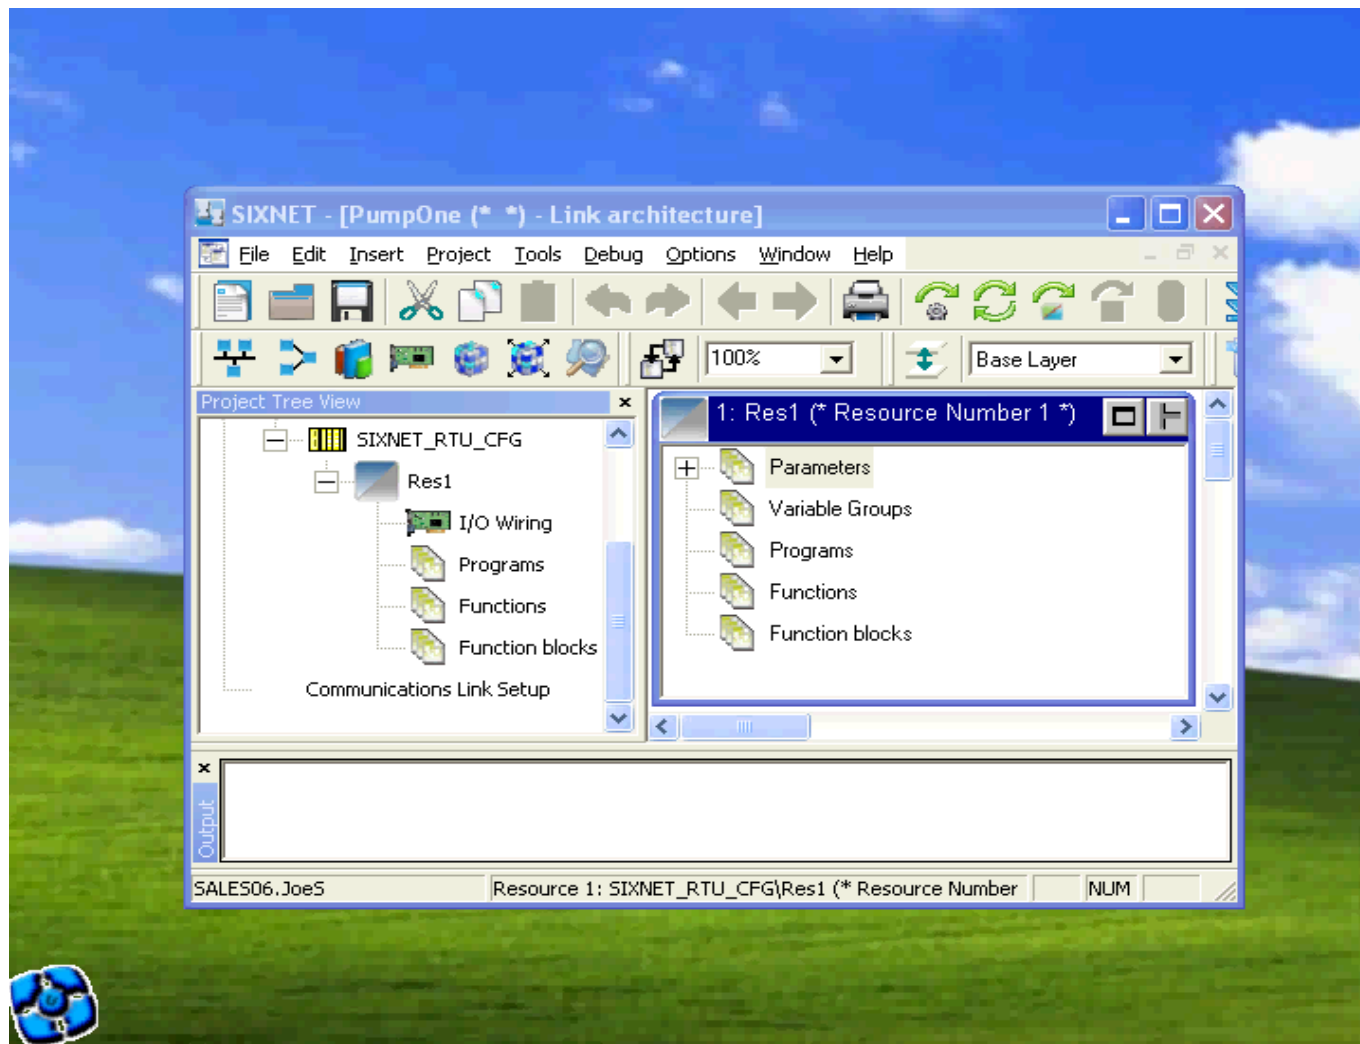 SIXNET - [PumpOne (* *) - Link architecture]
File Edit Insert Project Tools Debug Options Window Help
100% Base Layer
Project Tree View
SIXNET_RTU_CFG
Res1
I/O Wiring
Programs
Functions
Function blocks
Communications Link Setup
1: Res1 (* Resource Number 1 *)
Parameters
Variable Groups
Programs
Functions
Function blocks
Output
SALES06.JoeS Resource 1: SIXNET_RTU_CFG\Res1 (* Resource Number NUM